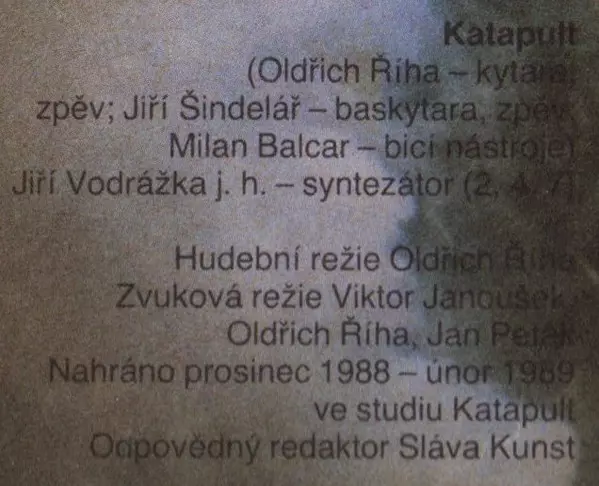 Katapult
(Oldřich Říha – kytara,
zpěv; Jiří Šindelář – baskytara, zpěv,
Milan Balcar – bicí nástroje)
Jiří Vodrážka j. h. – syntezátor (2, 4, 7)
Hudební režie Oldřich Říha
Zvuková režie Viktor Janoušek,
Oldřich Říha, Jan Peták
Nahráno prosinec 1988 – únor 1989
ve studiu Katapult
Odpovědný redaktor Sláva Kunst